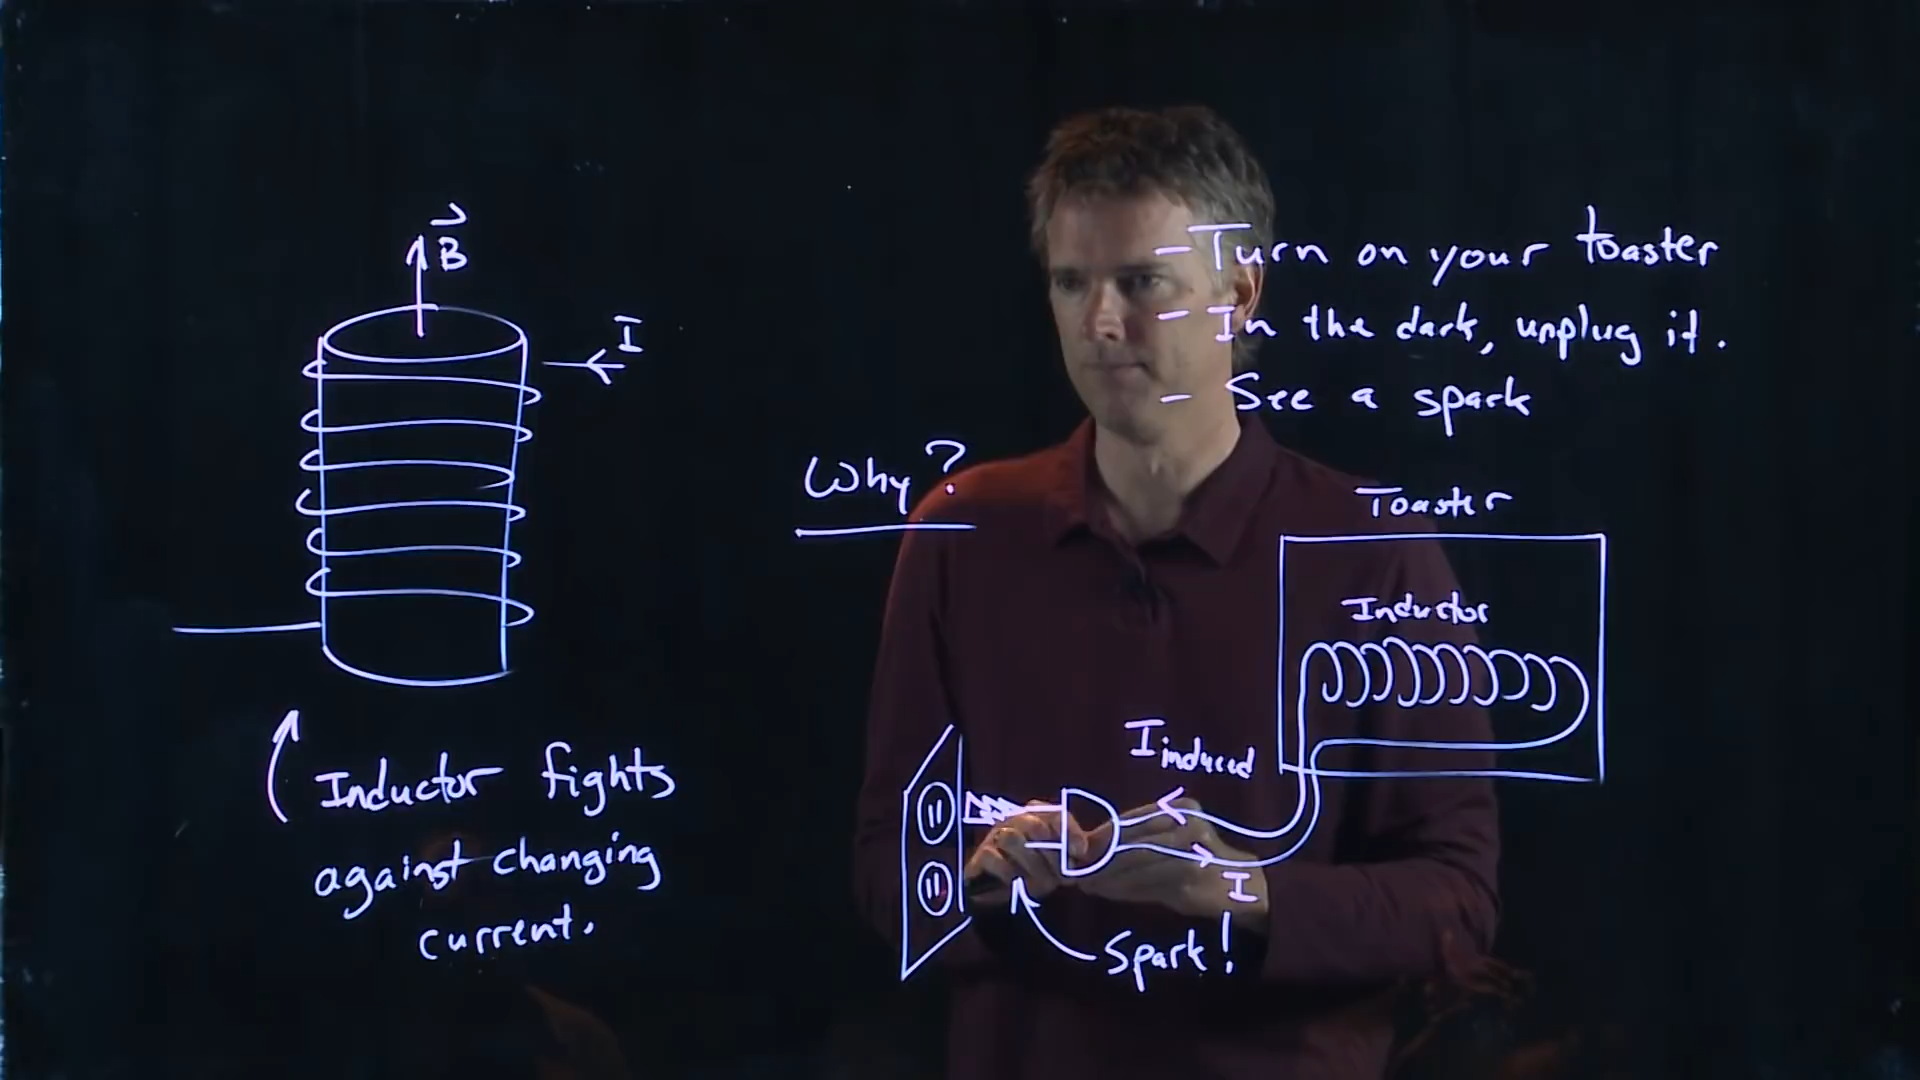 B
I
Inductor fights
against changing
current.
- Turn on your toaster
- In the dark, unplug it.
- See a spark
Why?
Toaster
Inductor
I induced
I
Spark!